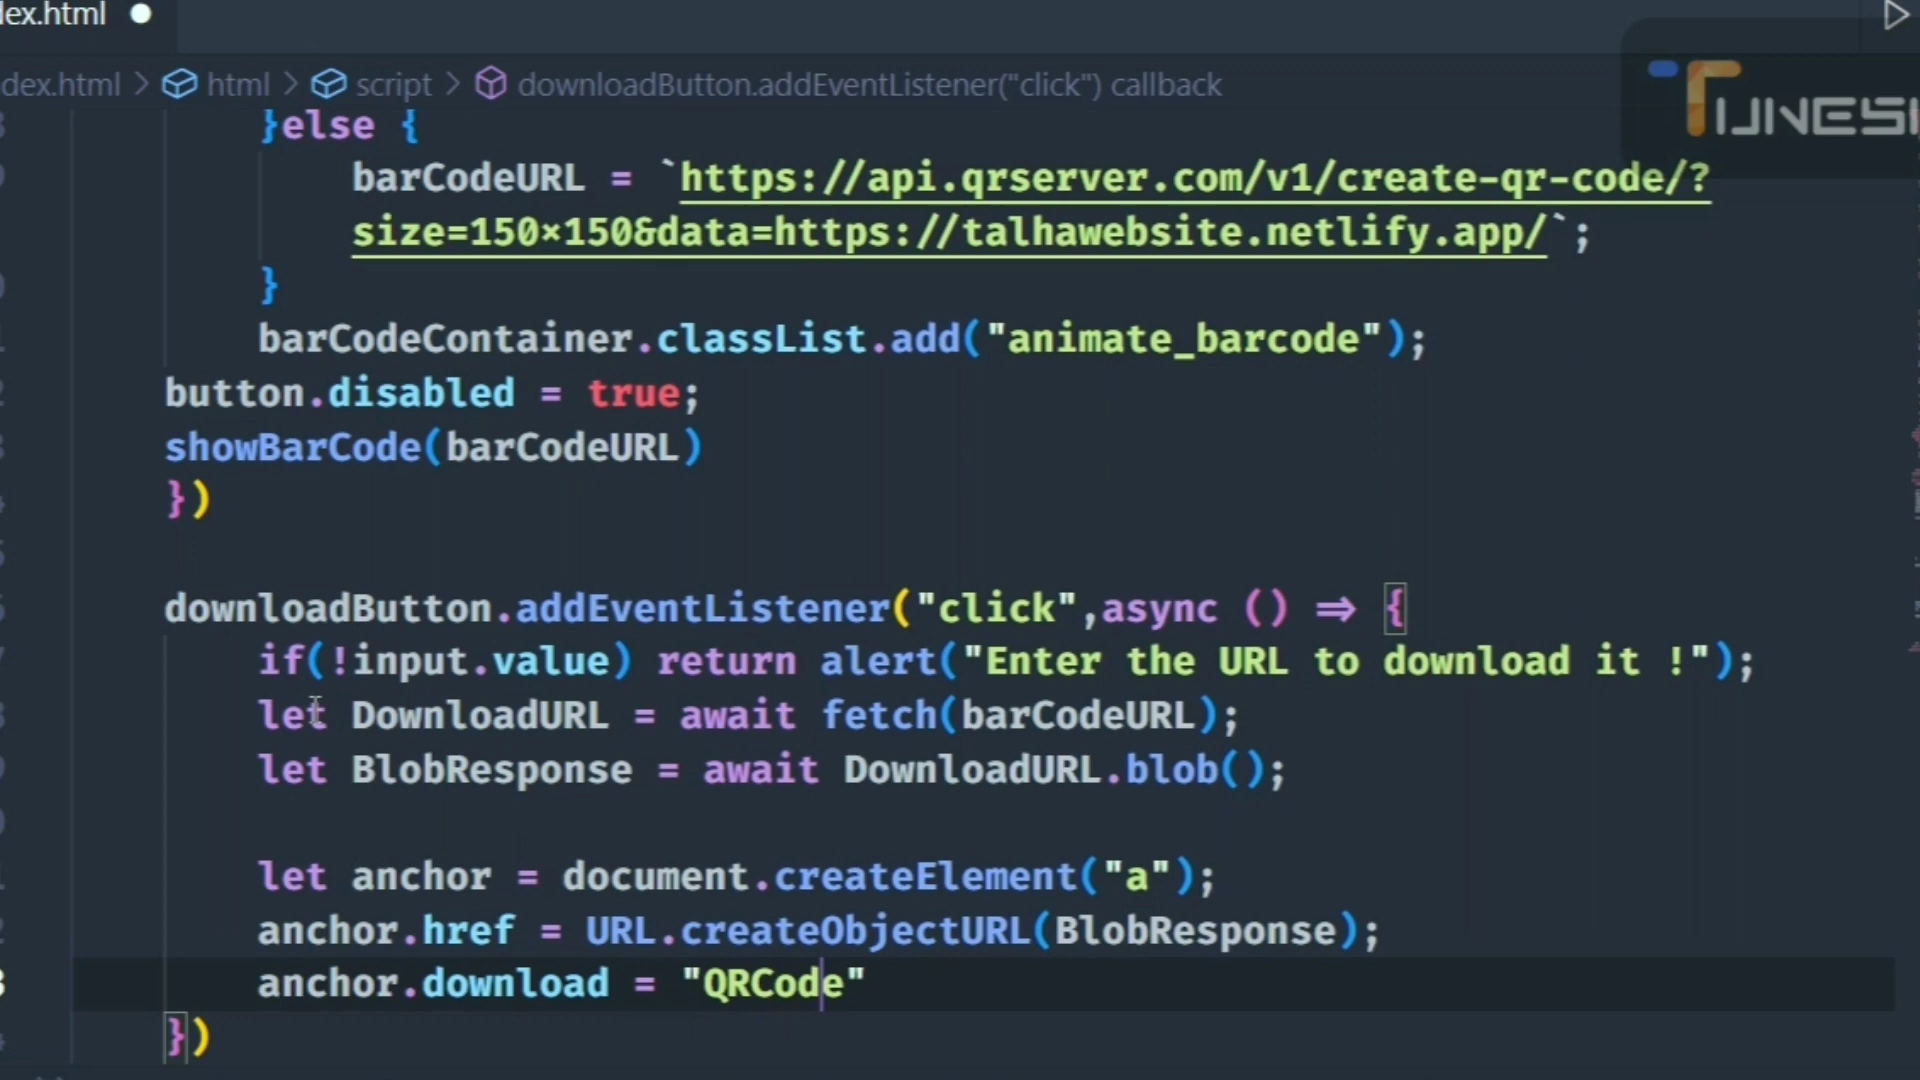 dex.html
dex.html > html > script > downloadButton.addEventListener("click") callback
TUNESI
}else {
barCodeURL = `https://api.qrserver.com/v1/create-qr-code/?
size=150×150&data=https://talhawebsite.netlify.app/`;
}
barCodeContainer.classList.add("animate_barcode");
button.disabled = true;
showBarCode(barCodeURL)
})
downloadButton.addEventListener("click",async () => {
if(!input.value) return alert("Enter the URL to download it !");
let DownloadURL = await fetch(barCodeURL);
let BlobResponse = await DownloadURL.blob();
let anchor = document.createElement("a");
anchor.href = URL.createObjectURL(BlobResponse);
anchor.download = "QRCode"
})